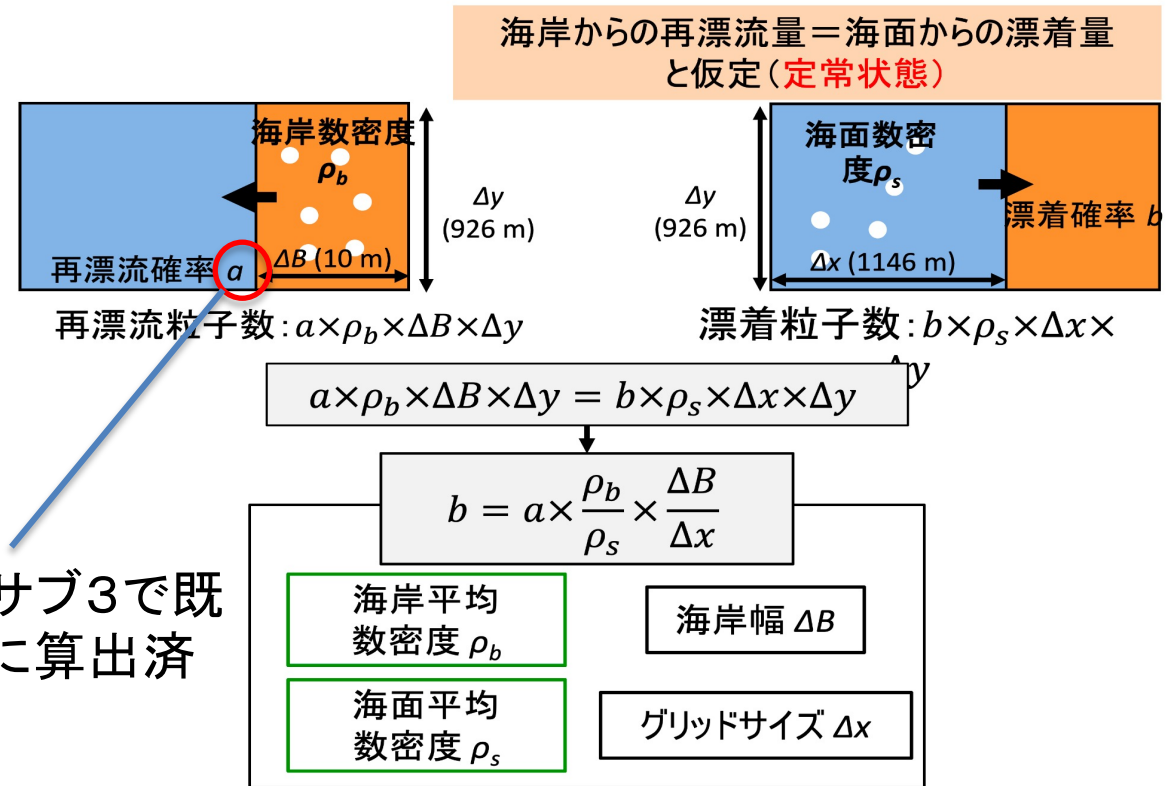 海岸からの再漂流量＝海面からの漂着量
と仮定（定常状態）
海岸数密度
ρb
Δy
(926 m)
再漂流確率 a
ΔB (10 m)
再漂流粒子数：a×ρb×ΔB×Δy
海面数密
度ρs
Δy
(926 m)
漂着確率 b
Δx (1146 m)
漂着粒子数：b×ρs×Δx×
Δy
a×ρb×ΔB×Δy = b×ρs×Δx×Δy
b = a×ρb/ρs×ΔB/Δx
サブ３で既
に算出済
海岸平均
数密度 ρb
海岸幅 ΔB
海面平均
数密度 ρs
グリッドサイズ Δx